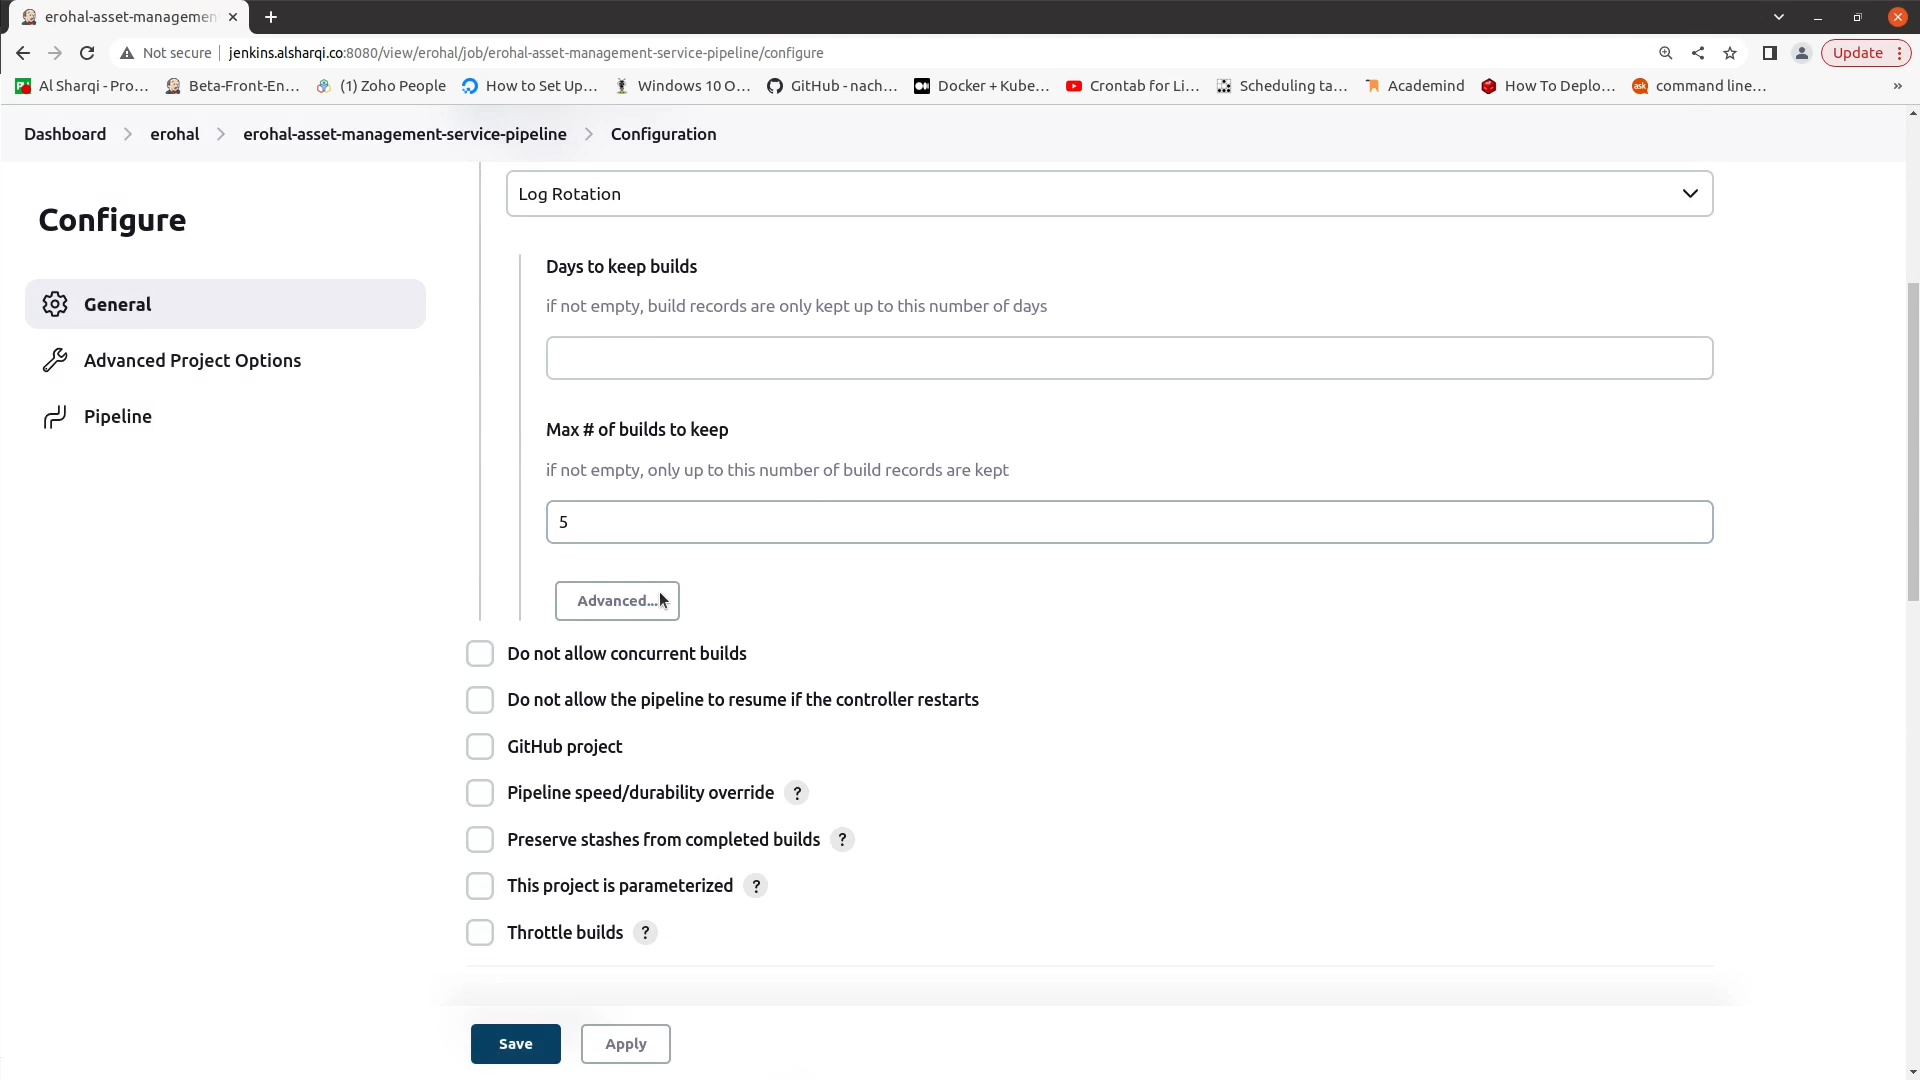 erohal-asset-managemen
Not secure
jenkins.alsharqi.co:8080/view/erohal/job/erohal-asset-management-service-pipeline/configure
Update
Al Sharqi - Pro...
Beta-Front-En...
(1) Zoho People
How to Set Up...
Windows 10 O...
GitHub - nach...
Docker + Kube...
Crontab for Li...
Scheduling ta...
Academind
How To Deplo...
command line...
»
Dashboard > erohal > erohal-asset-management-service-pipeline > Configuration
Configure
General
Advanced Project Options
Pipeline
Log Rotation
Days to keep builds
if not empty, build records are only kept up to this number of days
Max # of builds to keep
if not empty, only up to this number of build records are kept
5
Advanced...
Do not allow concurrent builds
Do not allow the pipeline to resume if the controller restarts
GitHub project
Pipeline speed/durability override ?
Preserve stashes from completed builds ?
This project is parameterized ?
Throttle builds ?
Save
Apply